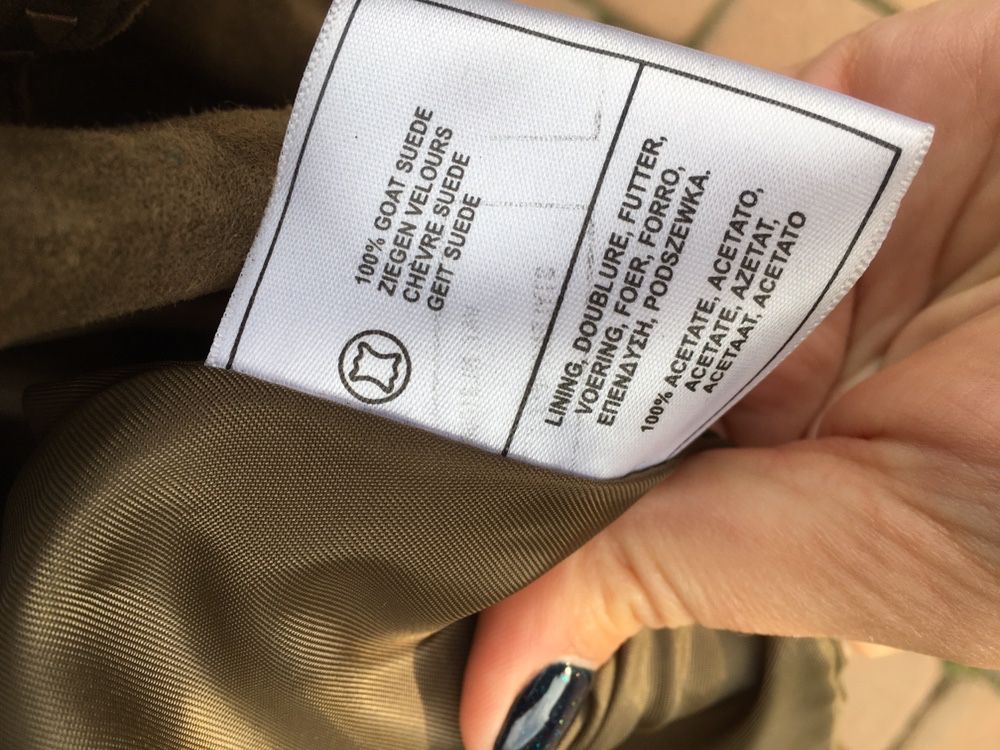 100% GOAT SUEDE
ZIEGEN VELOURS
CHÈVRE SUEDE
GEIT SUEDE
LINING, DOUBLURE, FUTTER,
VOERING, FOER, FORRO,
ΕΠΕΝΔΥΣΗ, PODSZEWKA.
100% ACETATE, ACETATO,
ACETATE, AZETAT,
ACETAAT, ACETATO